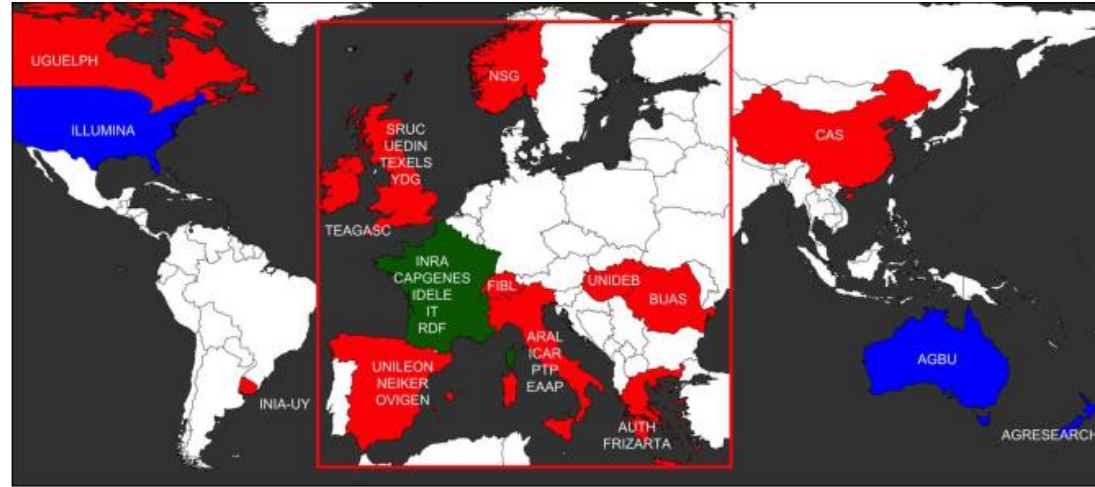 UGUELPH
ILLUMINA
INIA-UY
NSG
SRUC
UEDIN
TEXELS
YDG
TEAGASC
INRA
CAPGENES
IDELE
IT
RDF
FIBL
UNIDEB
BUAS
UNILEON
NEIKER
OVIGEN
ARAL
ICAR
PTP
EAAP
AUTH
FRIZARTA
CAS
AGBU
AGRESEARCH